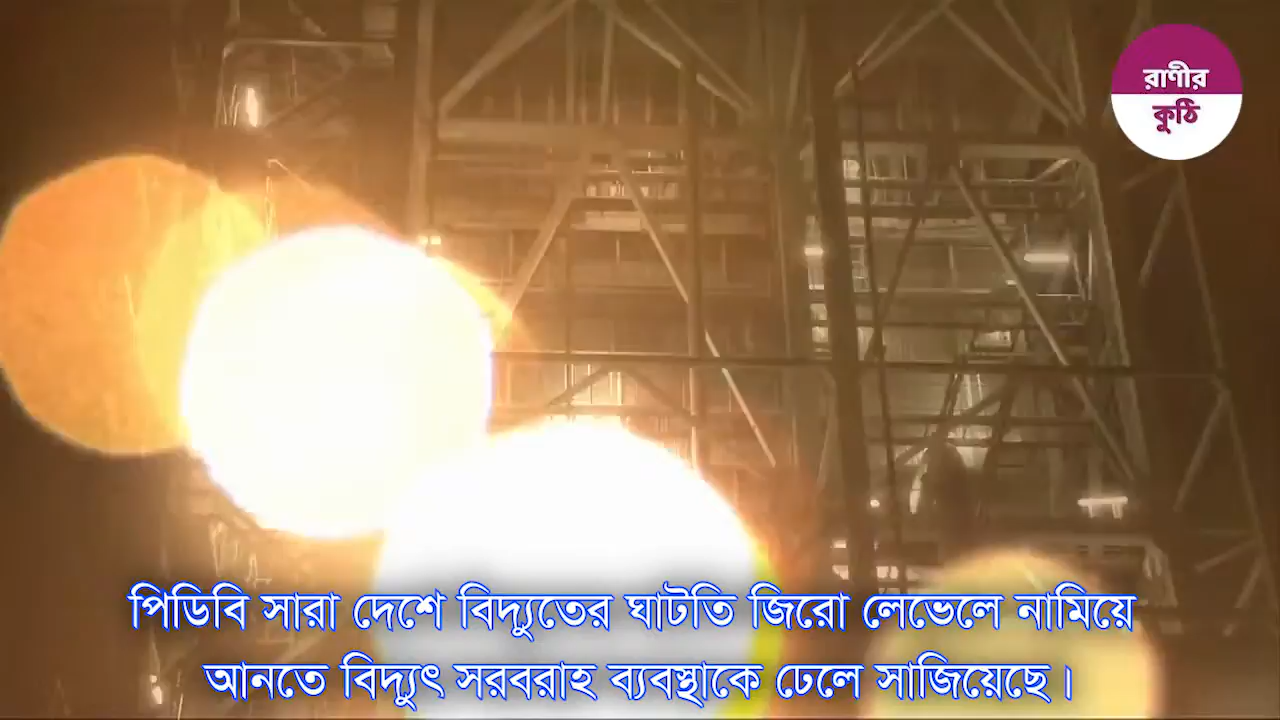 রাণীর
কুঠি
পিডিবি সারা দেশে বিদ্যুতের ঘাটতি জিরো লেভেলে নামিয়ে
আনতে বিদ্যুৎ সরবরাহ ব্যবস্থাকে ঢেলে সাজিয়েছে।